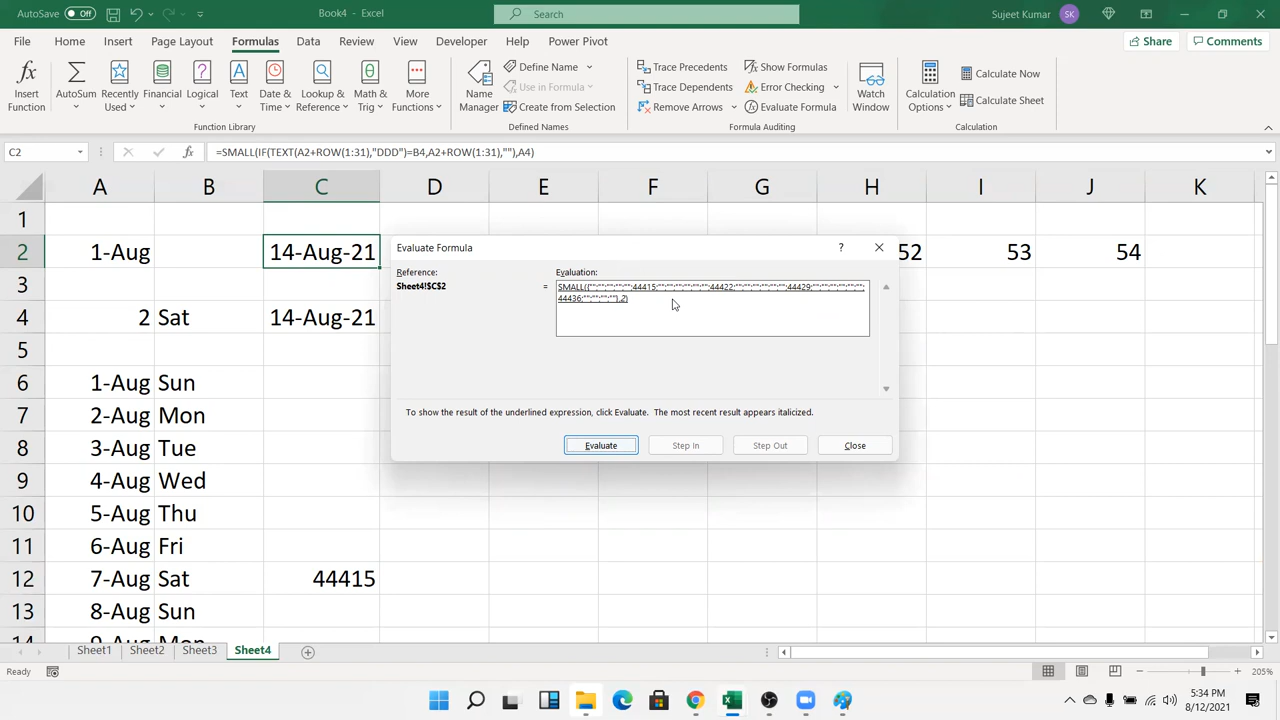 AutoSave Off Book4 - Excel Search Sujeet Kumar SK
File Home Insert Page Layout Formulas Data Review View Developer Help Power Pivot Share Comments
fx Insert Function
AutoSum
Recently Used
Financial
Logical
Text
Date & Time
Lookup & Reference
Math & Trig
More Functions
Function Library
Name Manager
Define Name
Use in Formula
Create from Selection
Defined Names
Trace Precedents
Trace Dependents
Remove Arrows
Show Formulas
Error Checking
Evaluate Formula
Formula Auditing
Watch Window
Calculation Options
Calculate Now
Calculate Sheet
Calculation
C2 fx =SMALL(IF(TEXT(A2+ROW(1:31),"DDD")=B4,A2+ROW(1:31),""),A4)
A B C D E F G H I J K
1
2 1-Aug 14-Aug-21 52 53 54
3
4 2 Sat 14-Aug-21
5
6 1-Aug Sun
7 2-Aug Mon
8 3-Aug Tue
9 4-Aug Wed
10 5-Aug Thu
11 6-Aug Fri
12 7-Aug Sat 44415
13 8-Aug Sun
14 9-Aug Mon
Evaluate Formula ?
Reference: Evaluation:
Sheet4!$C$2 = SMALL({"";"";"";"";"";44415;"";"";"";"";"";"";44422;"";"";"";"";"";"";44429;"";"";"";"";"";"";
44436;"";"";"";""},2)
To show the result of the underlined expression, click Evaluate. The most recent result appears italicized.
Evaluate Step In Step Out Close
Sheet1 Sheet2 Sheet3 Sheet4
Ready 205%
5:34 PM
8/12/2021